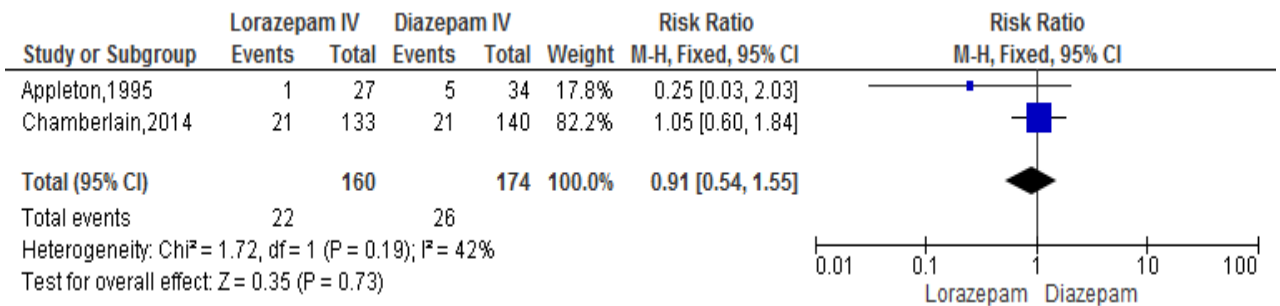 Lorazepam IV Diazepam IV Risk Ratio Risk Ratio
Study or Subgroup Events Total Events Total Weight M-H, Fixed, 95% CI M-H, Fixed, 95% CI
Appleton,1995 1 27 5 34 17.8% 0.25 [0.03, 2.03]
Chamberlain,2014 21 133 21 140 82.2% 1.05 [0.60, 1.84]
Total (95% CI) 160 174 100.0% 0.91 [0.54, 1.55]
Total events 22 26
Heterogeneity: Chi² = 1.72, df = 1 (P = 0.19); I² = 42%
Test for overall effect: Z = 0.35 (P = 0.73)
0.01 0.1 1 10 100
Lorazepam Diazepam